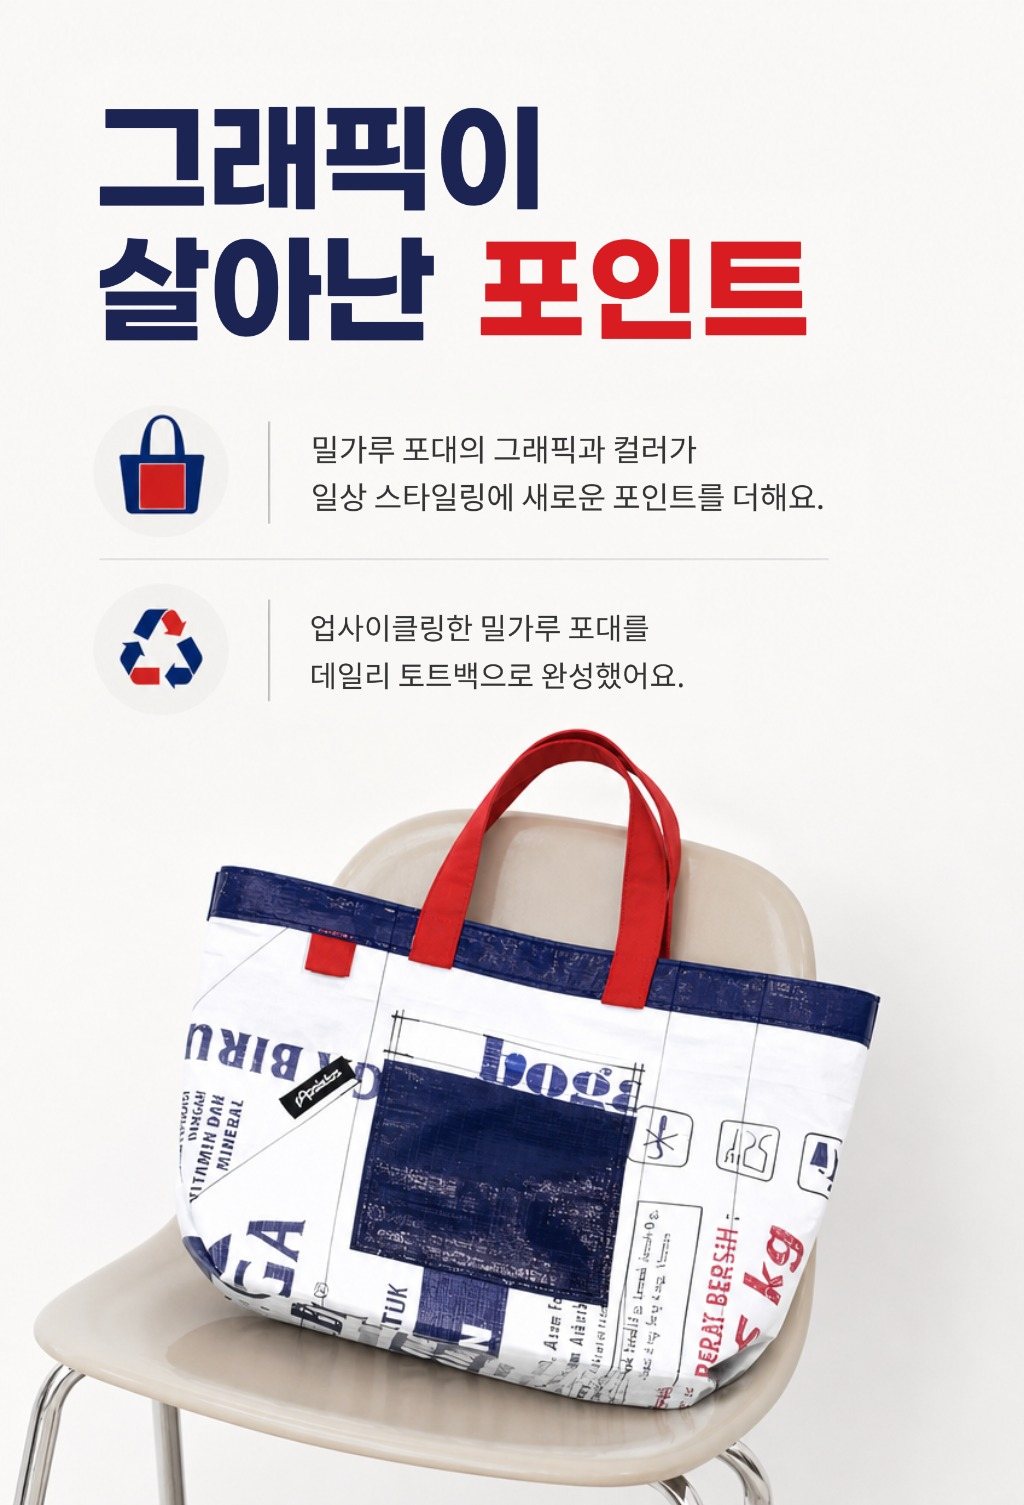 그래픽이
살아난 포인트
밀가루 포대의 그래픽과 컬러가
일상 스타일링에 새로운 포인트를 더해요.
업사이클링한 밀가루 포대를
데일리 토트백으로 완성했어요.
BIRU
VITAMIN DAN
MINERAL
GA
kg